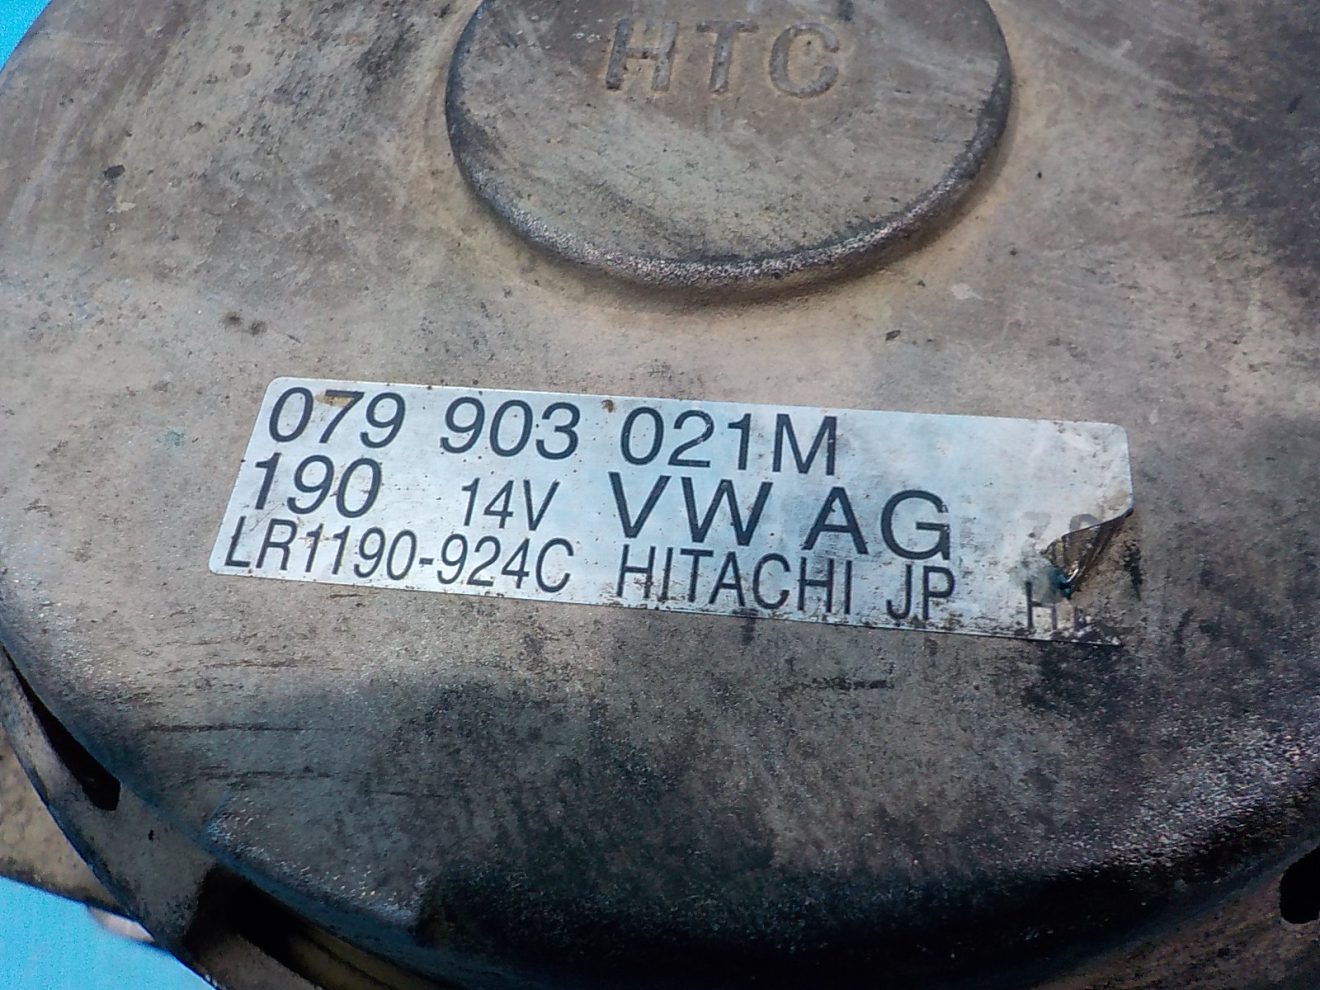 HTC
079 903 021M
190 14V VW AG
LR1190-924C HITACHI JP